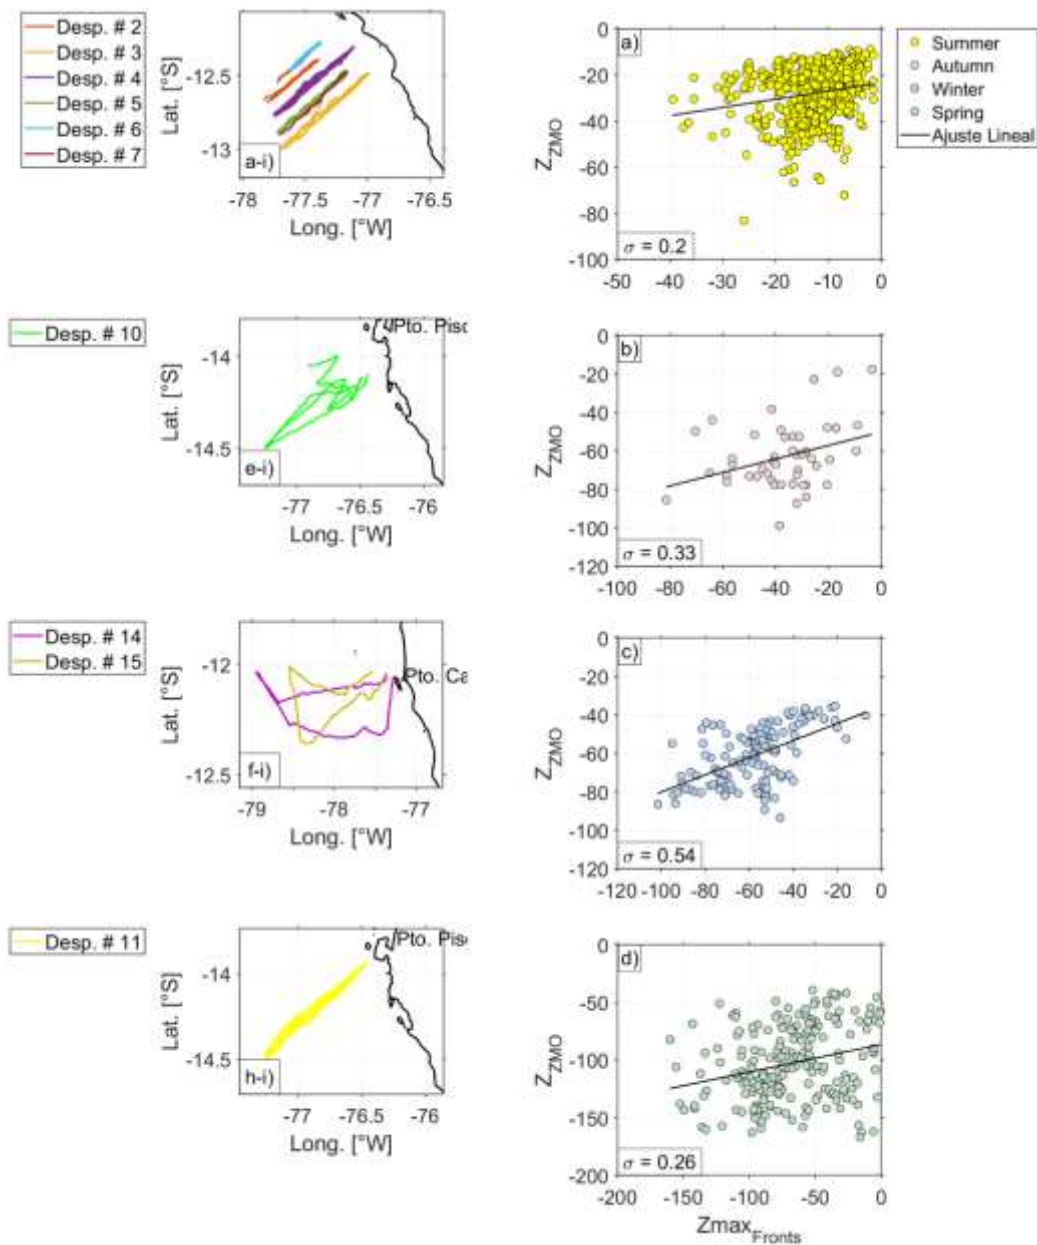 Desp. # 2
Desp. # 3
Desp. # 4
Desp. # 5
Desp. # 6
Desp. # 7
Lat. [°S]
-12.5
-13
a-i)
-78 -77.5 -77 -76.5
Long. [°W]
Z_ZMO
0
-20
-40
-60
-80
-100
a)
σ = 0.2
-50 -40 -30 -20 -10 0
Summer
Autumn
Winter
Spring
Ajuste Lineal
Desp. # 10
Lat. [°S]
-14
-14.5
Pto. Pisc
e-i)
-77 -76.5 -76
Long. [°W]
Z_ZMO
0
-20
-40
-60
-80
-100
-120
b)
σ = 0.33
-100 -80 -60 -40 -20 0
Desp. # 14
Desp. # 15
Lat. [°S]
-12
-12.5
Pto. Ca
f-i)
-79 -78 -77
Long. [°W]
Z_ZMO
0
-20
-40
-60
-80
-100
-120
c)
σ = 0.54
-120 -100 -80 -60 -40 -20 0
Desp. # 11
Lat. [°S]
-14
-14.5
Pto. Pis
h-i)
-77 -76.5 -76
Long. [°W]
Z_ZMO
0
-50
-100
-150
-200
d)
σ = 0.26
-200 -150 -100 -50 0
Zmax_Fronts